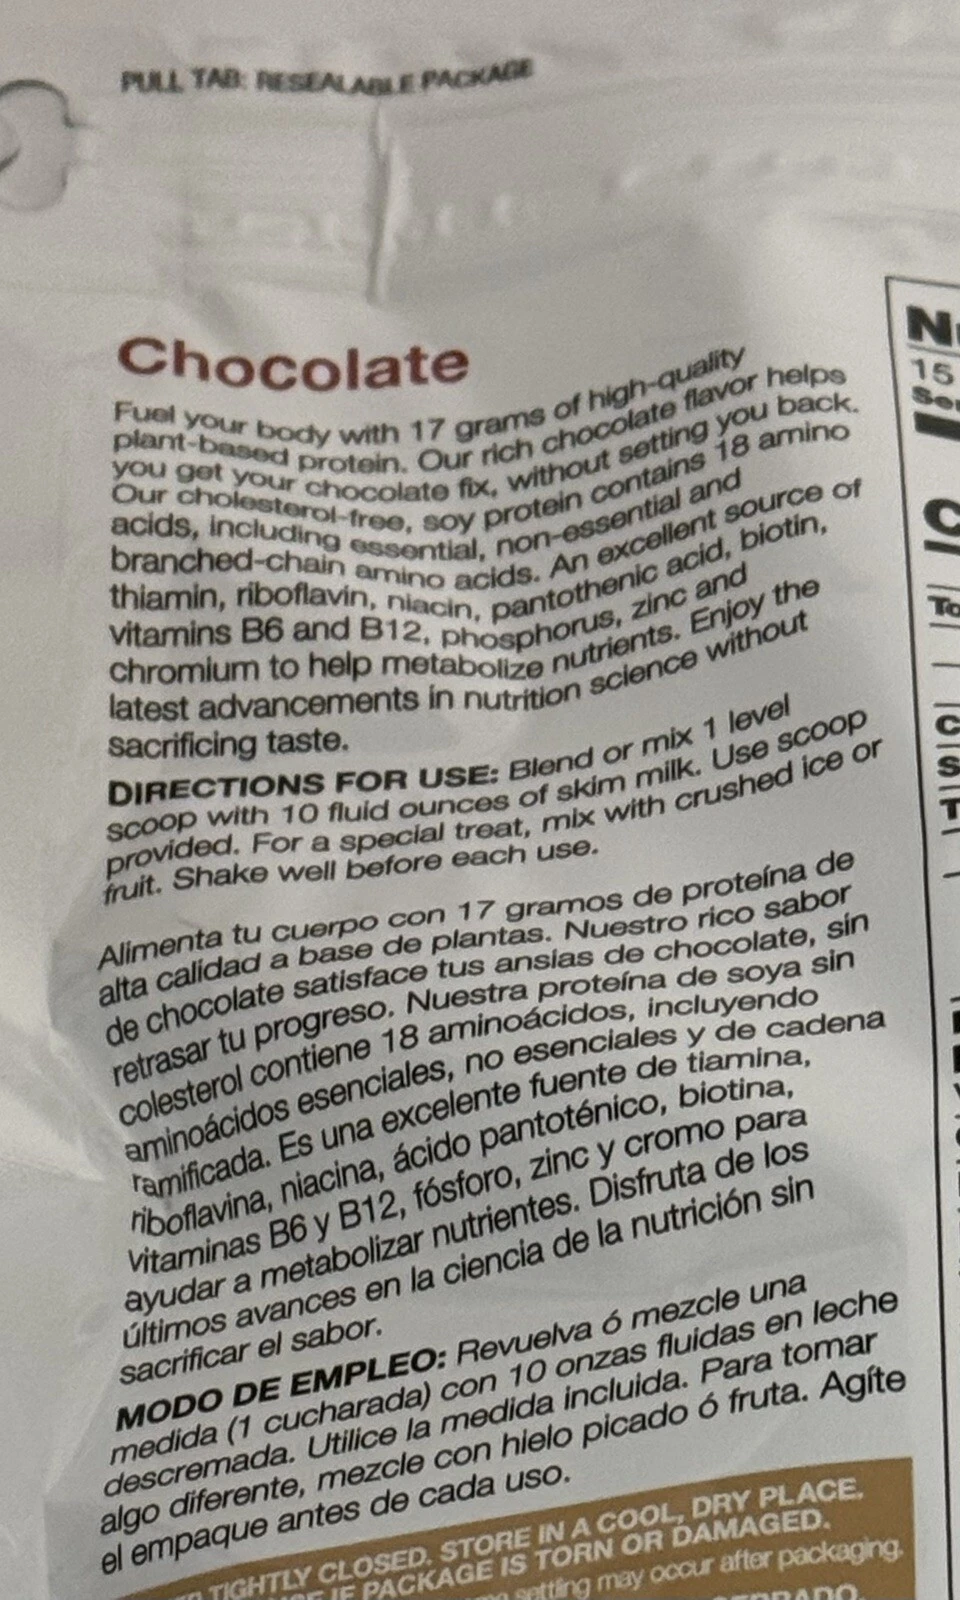 PULL TAB: RESEALABLE PACKAGE
Chocolate
Fuel your body with 17 grams of high-quality
plant-based protein. Our rich chocolate flavor helps
you get your chocolate fix, without setting you back.
Our cholesterol-free, soy protein contains 18 amino
acids, including essential, non-essential and
branched-chain amino acids. An excellent source of
thiamin, riboflavin, niacin, pantothenic acid, biotin,
vitamins B6 and B12, phosphorus, zinc and
chromium to help metabolize nutrients. Enjoy the
latest advancements in nutrition science without
sacrificing taste.
DIRECTIONS FOR USE: Blend or mix 1 level
scoop with 10 fluid ounces of skim milk. Use scoop
provided. For a special treat, mix with crushed ice or
fruit. Shake well before each use.
Alimenta tu cuerpo con 17 gramos de proteína de
alta calidad a base de plantas. Nuestro rico sabor
de chocolate satisface tus ansias de chocolate, sin
retrasar tu progreso. Nuestra proteína de soya sin
colesterol contiene 18 aminoácidos, incluyendo
aminoácidos esenciales, no esenciales y de cadena
ramificada. Es una excelente fuente de tiamina,
riboflavina, niacina, ácido pantoténico, biotina,
vitaminas B6 y B12, fósforo, zinc y cromo para
ayudar a metabolizar nutrientes. Disfruta de los
últimos avances en la ciencia de la nutrición sin
sacrificar el sabor.
MODO DE EMPLEO: Revuelva ó mezcle una
medida (1 cucharada) con 10 onzas fluidas en leche
descremada. Utilice la medida incluida. Para tomar
algo diferente, mezcle con hielo picado ó fruta. Agíte
el empaque antes de cada uso.
TIGHTLY CLOSED. STORE IN A COOL, DRY PLACE.
IF PACKAGE IS TORN OR DAMAGED.
settling may occur after packaging.
15